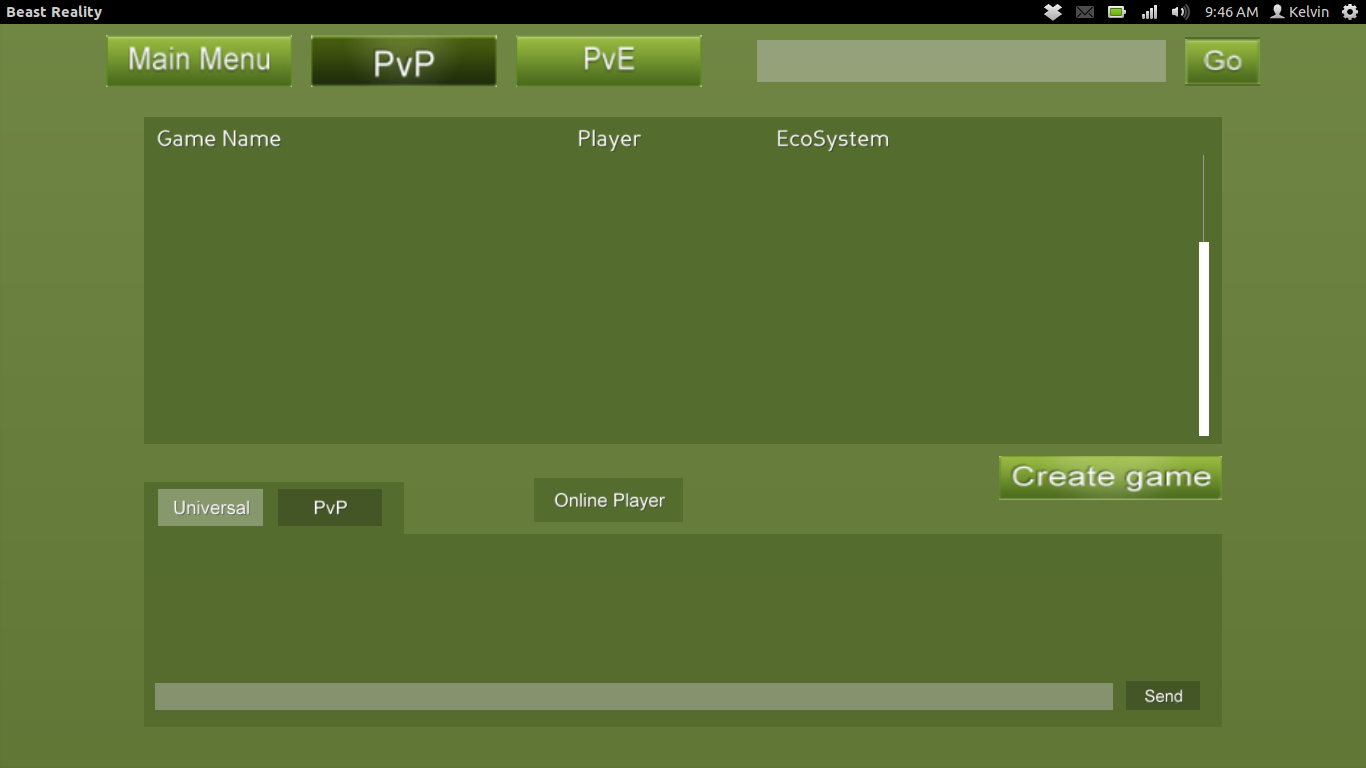 Beast Reality
9:46 AM Kelvin
Main Menu PvP PvE Go
Game Name Player EcoSystem
Create game
Universal PvP Online Player
Send